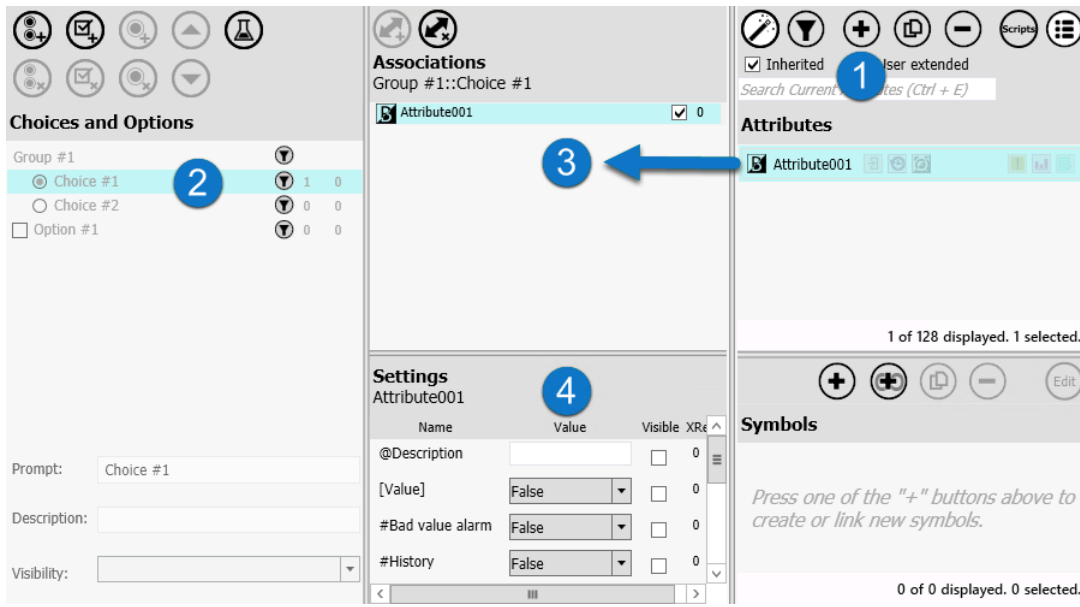 Choices and Options
Group #1
Choice #1 1 0
2
Choice #2 0 0
Option #1 0 0
Prompt: Choice #1
Description:
Visibility:
Associations
Group #1::Choice #1
Attribute001 0
3
Settings
Attribute001
4
Name Value Visible XRe
@Description 0
[Value] False 0
#Bad value alarm False 0
#History False 0
Scripts
Inherited User extended
1
Search Current tes (Ctrl + E)
Attributes
Attribute001
1 of 128 displayed. 1 selected.
Edit
Symbols
Press one of the "+" buttons above to
create or link new symbols.
0 of 0 displayed. 0 selected.